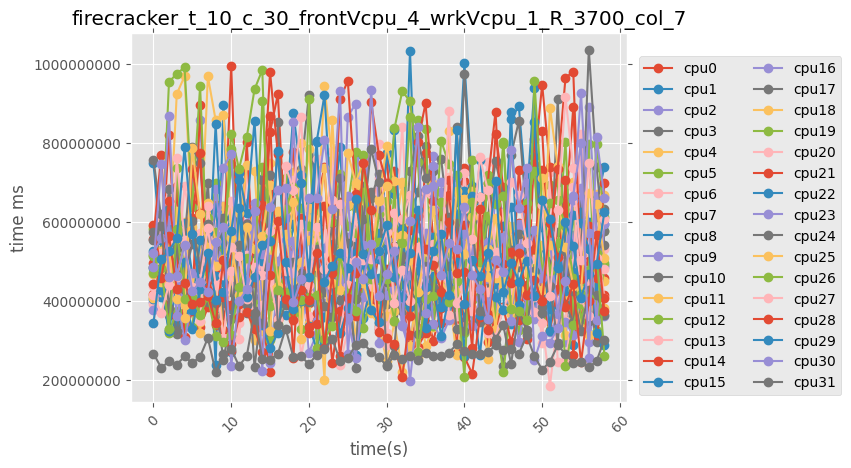 firecracker_t_10_c_30_frontVcpu_4_wrkVcpu_1_R_3700_col_7
time ms
1000000000
800000000
600000000
400000000
200000000
0
10
20
30
40
50
60
time(s)
cpu0
cpu1
cpu2
cpu3
cpu4
cpu5
cpu6
cpu7
cpu8
cpu9
cpu10
cpu11
cpu12
cpu13
cpu14
cpu15
cpu16
cpu17
cpu18
cpu19
cpu20
cpu21
cpu22
cpu23
cpu24
cpu25
cpu26
cpu27
cpu28
cpu29
cpu30
cpu31